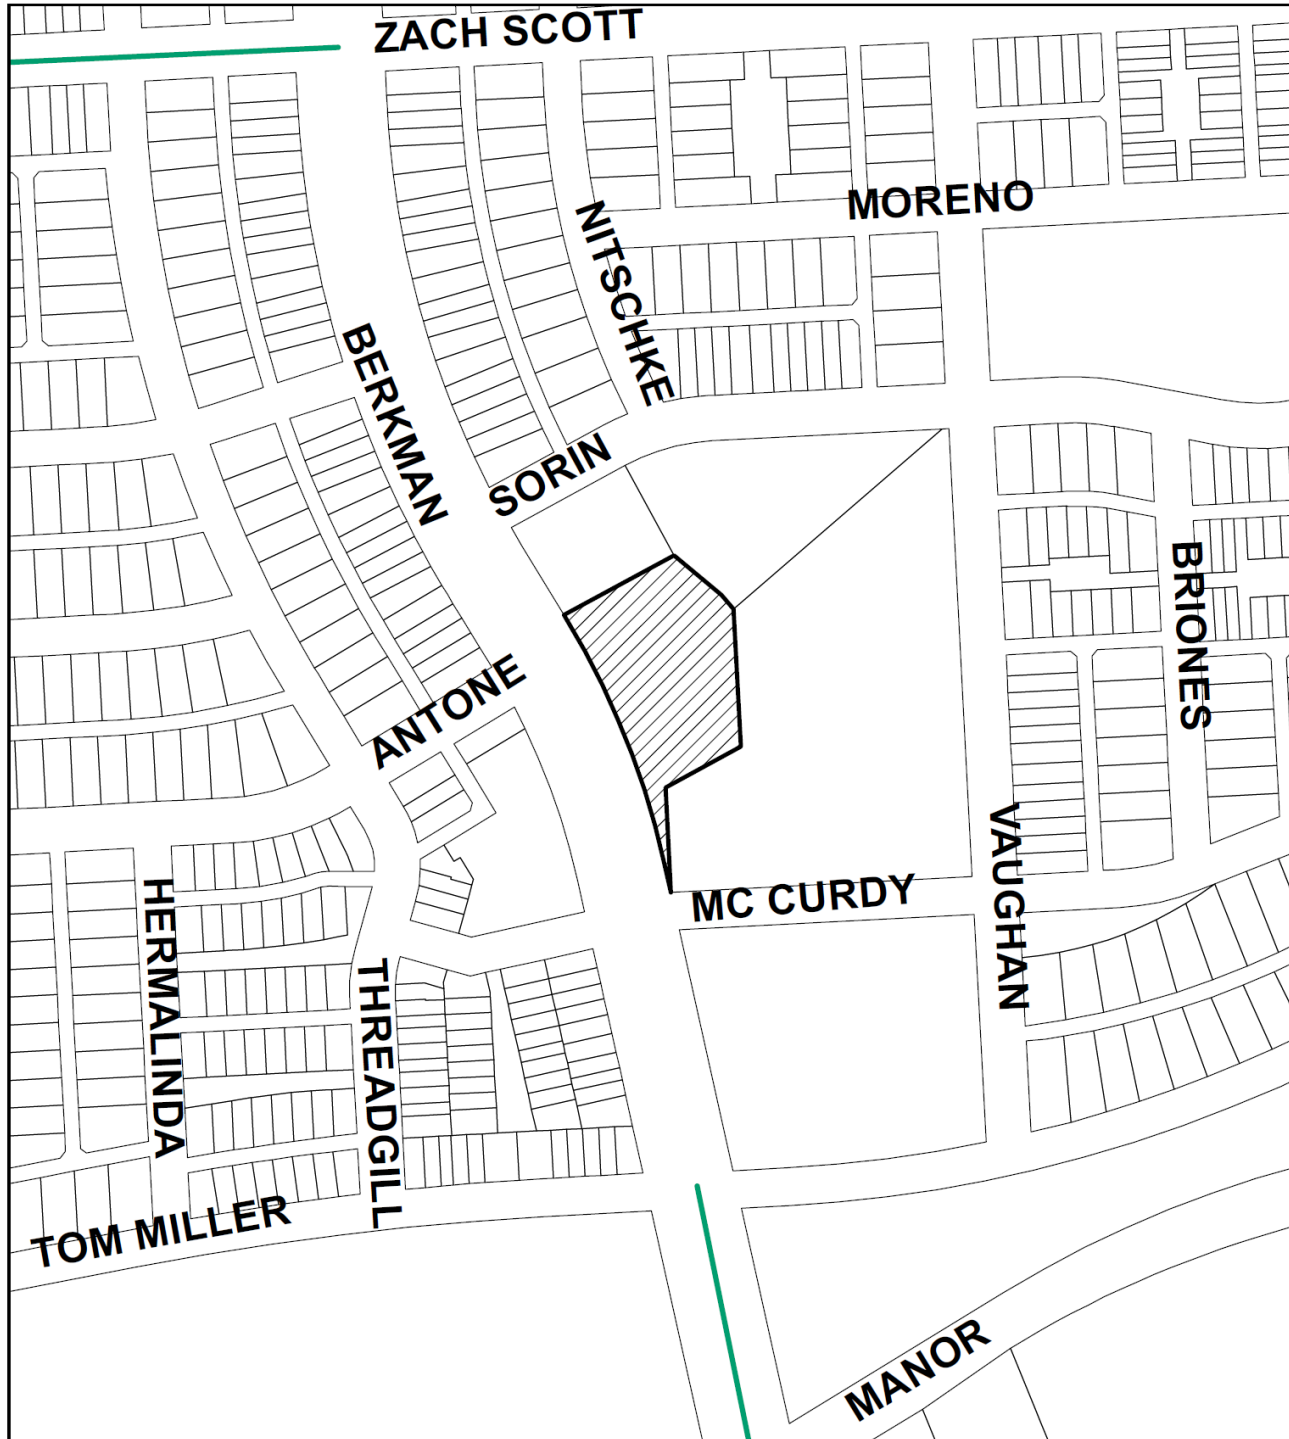 ZACH SCOTT
MORENO
NITSCHKE
BERKMAN
SORIN
BRIONES
ANTONE
VAUGHAN
MC CURDY
HERMALINDA
THREADGILL
TOM MILLER
MANOR